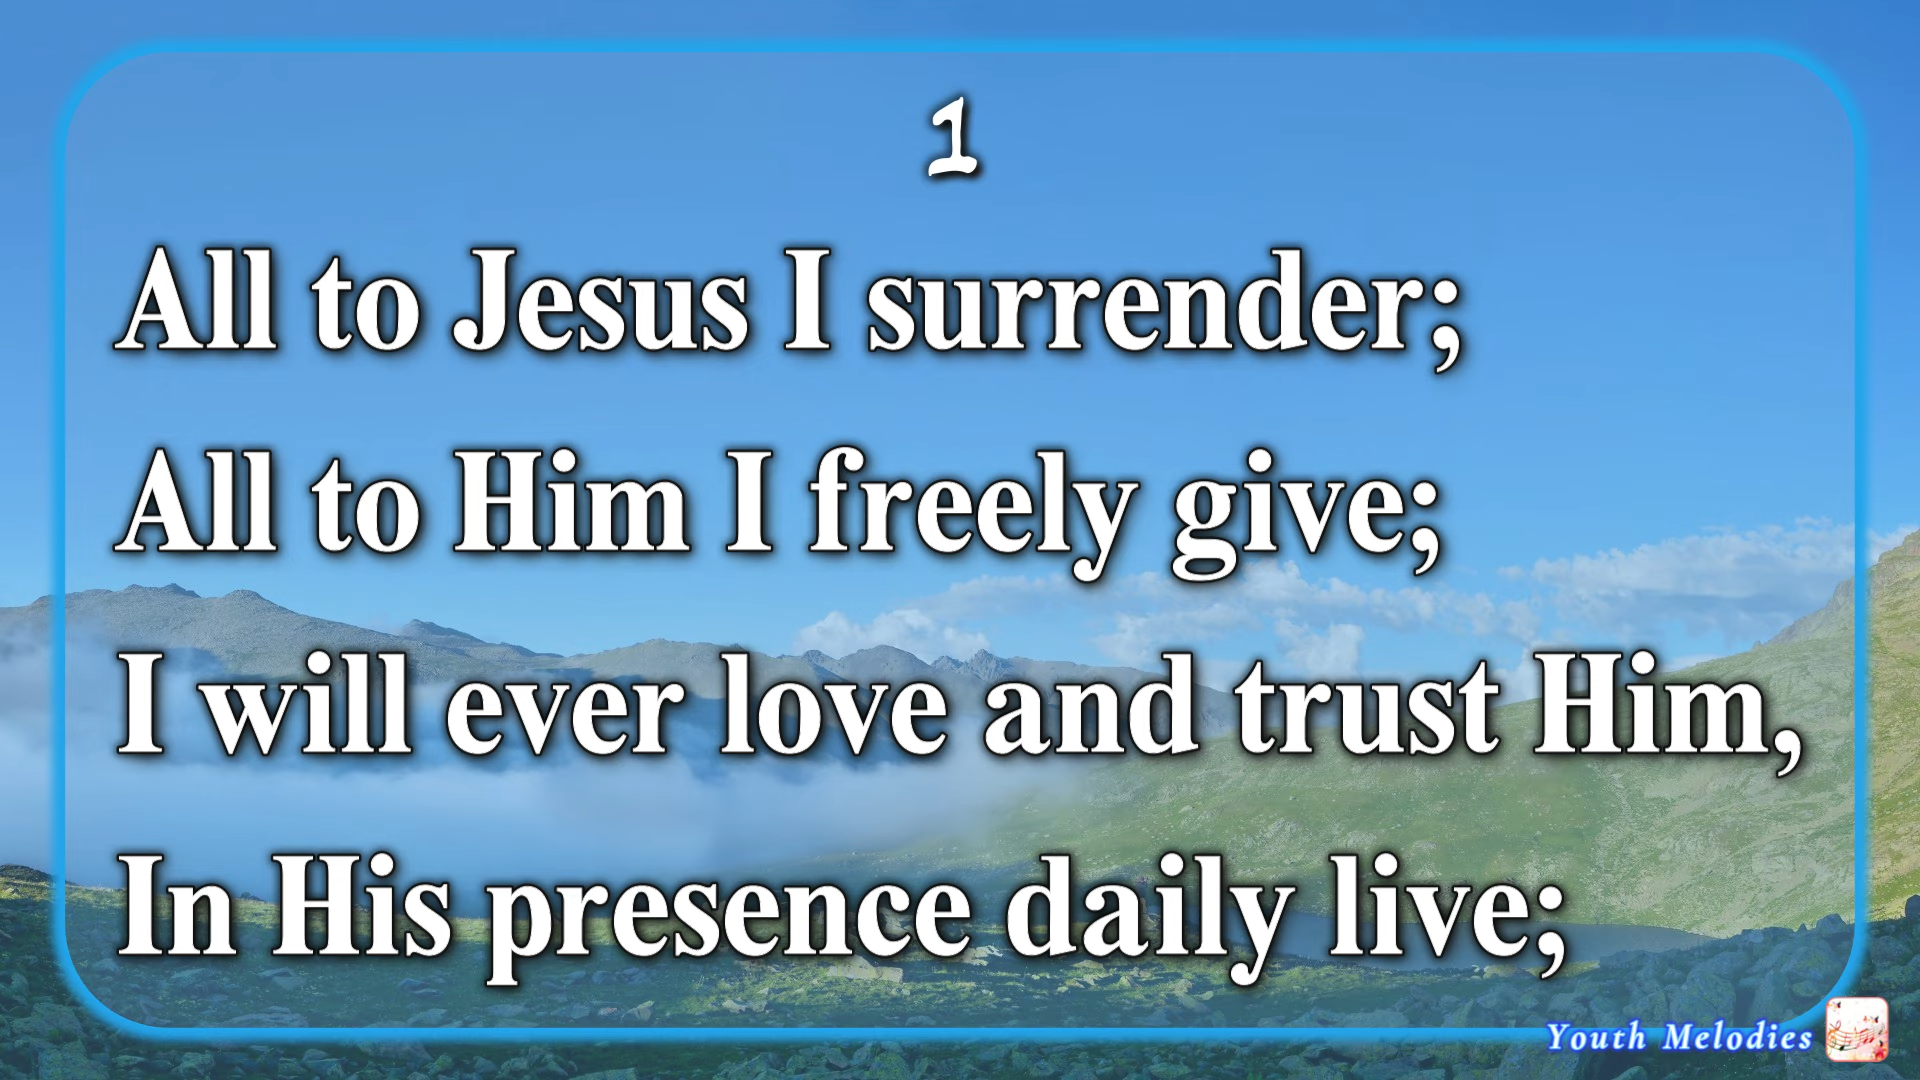 1
All to Jesus I surrender;
All to Him I freely give;
I will ever love and trust Him,
In His presence daily live;
Youth Melodies